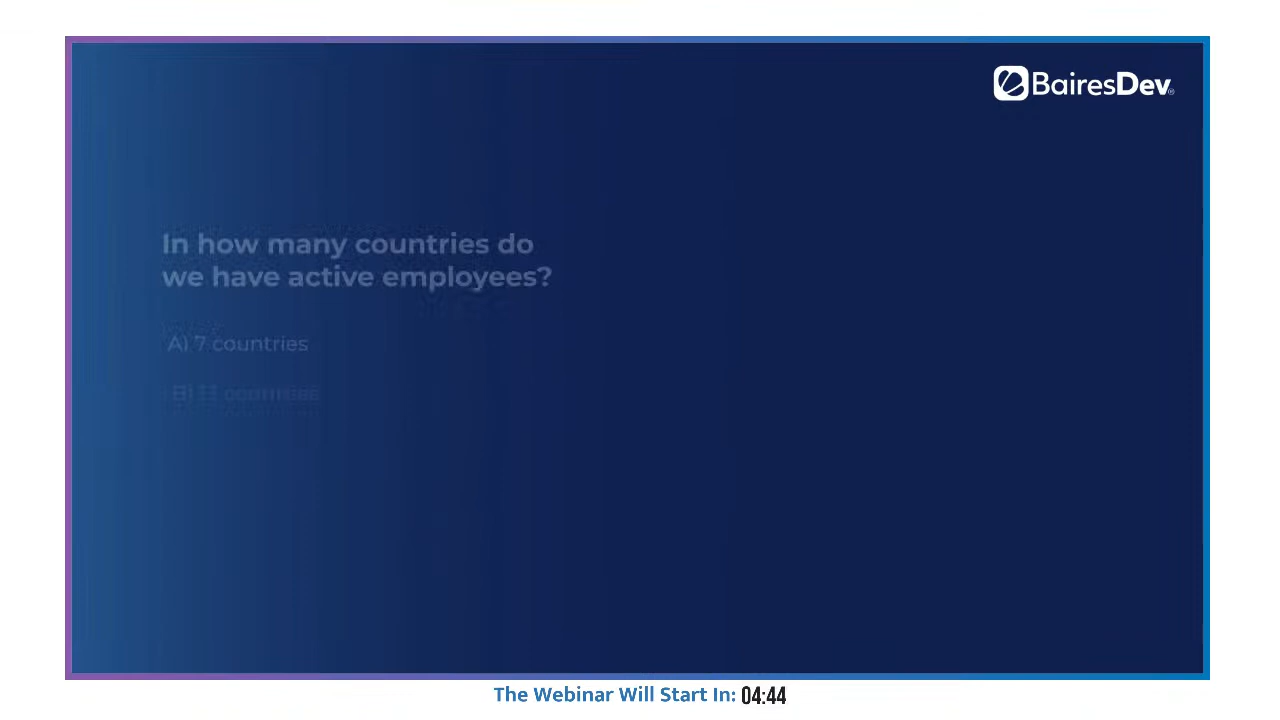 BairesDev®
In how many countries do
we have active employees?
A) 7 countries
B) countries
The Webinar Will Start In: 04:44